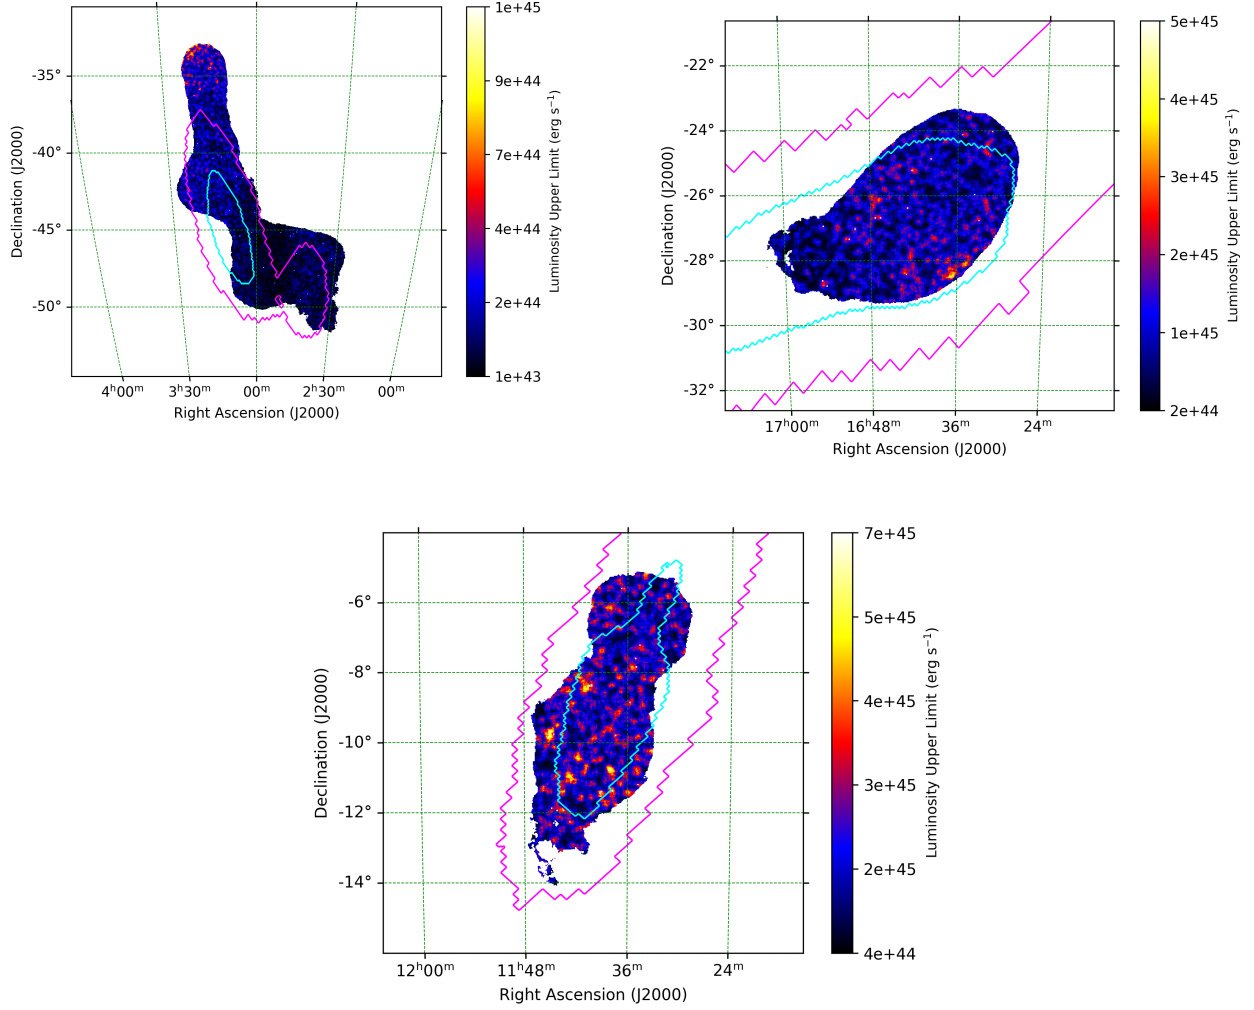 1e+45
9e+44
7e+44
4e+44
2e+44
1e+43
Luminosity Upper Limit (erg s⁻¹)
-35°
-40°
-45°
-50°
Declination (J2000)
4ʰ00ᵐ 3ʰ30ᵐ 00ᵐ 2ʰ30ᵐ 00ᵐ
Right Ascension (J2000)
5e+45
4e+45
3e+45
2e+45
1e+45
2e+44
Luminosity Upper Limit (erg s⁻¹)
-22°
-24°
-26°
-28°
-30°
-32°
Declination (J2000)
17ʰ00ᵐ 16ʰ48ᵐ 36ᵐ 24ᵐ
Right Ascension (J2000)
7e+45
5e+45
4e+45
3e+45
2e+45
4e+44
Luminosity Upper Limit (erg s⁻¹)
-6°
-8°
-10°
-12°
-14°
Declination (J2000)
12ʰ00ᵐ 11ʰ48ᵐ 36ᵐ 24ᵐ
Right Ascension (J2000)